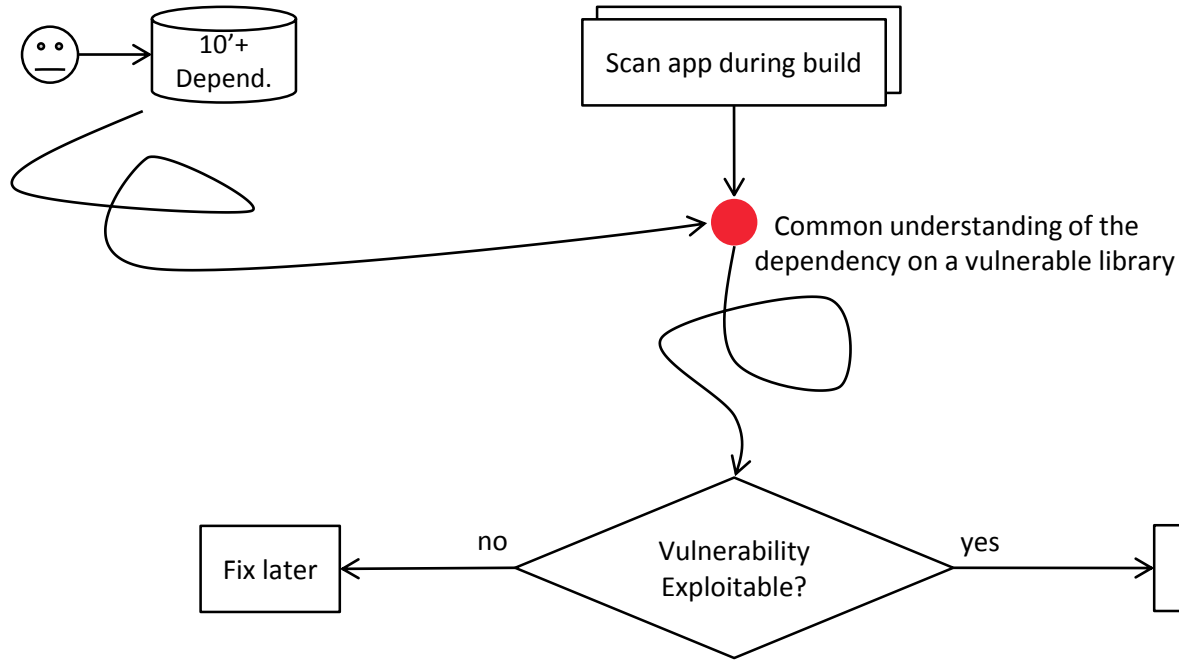 10’+
Depend.
Scan app during build
Common understanding of the
dependency on a vulnerable library
no
Vulnerability
Exploitable?
yes
Fix later